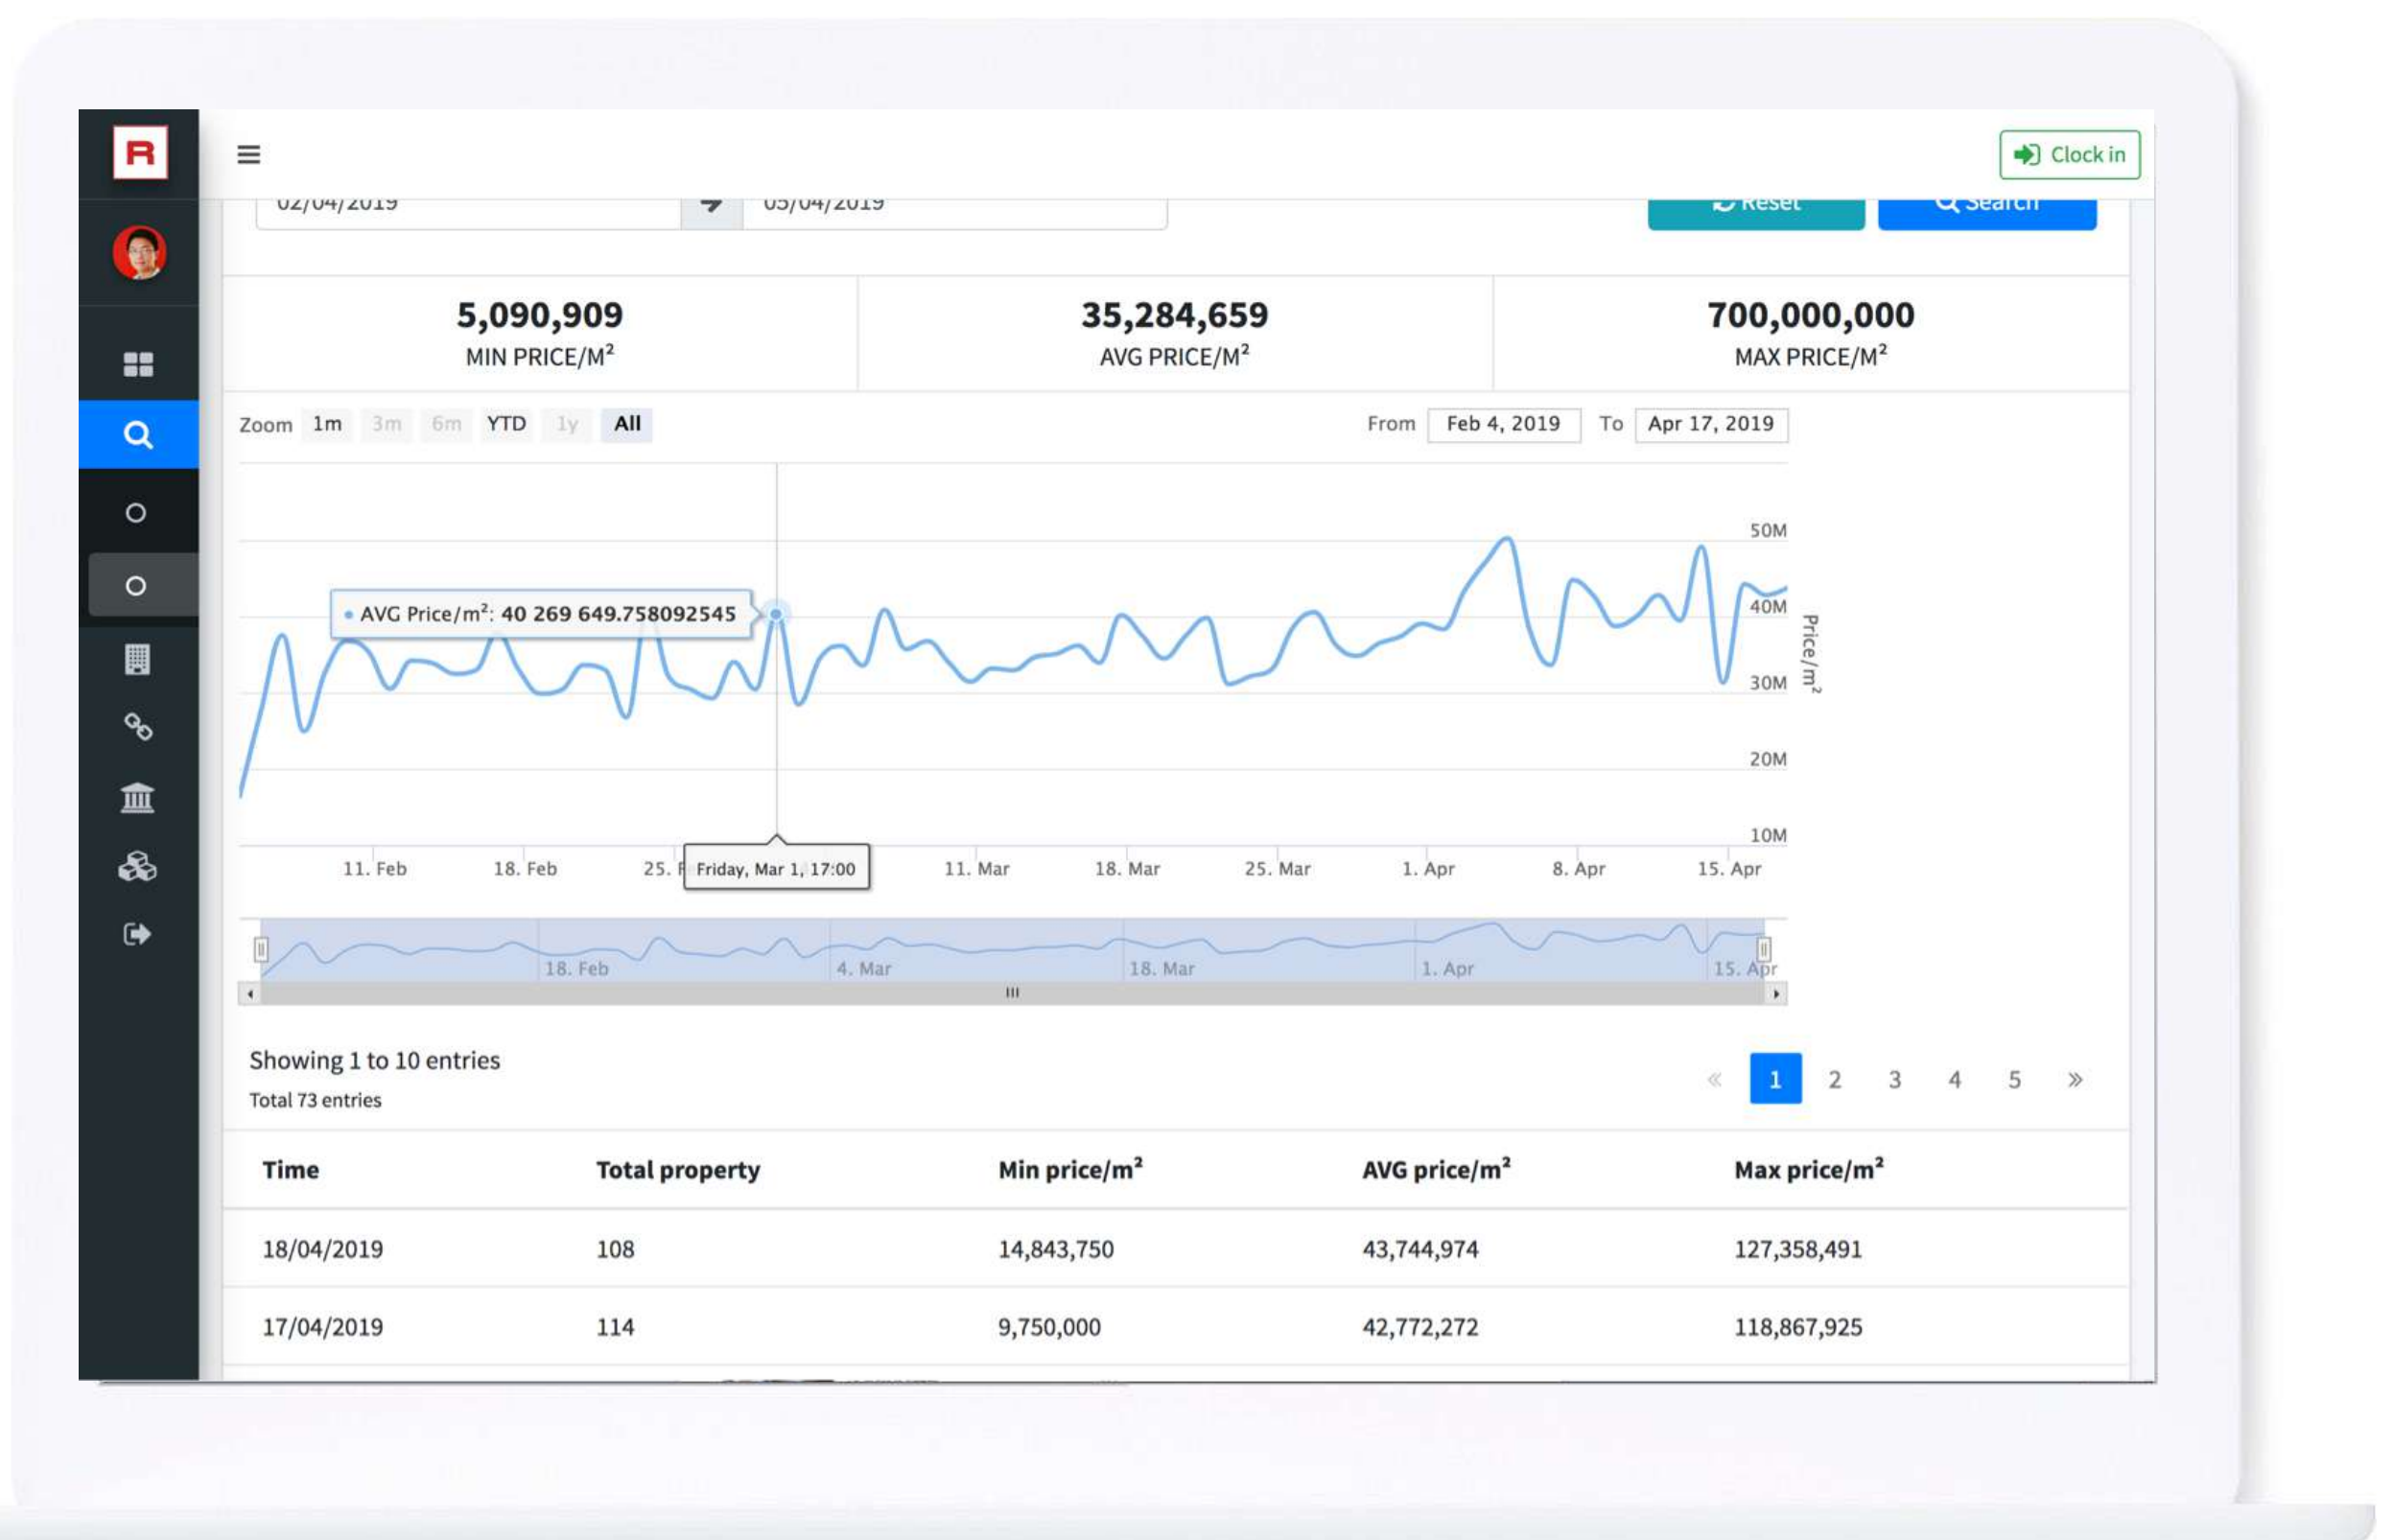 R
Clock in
02/04/2019 05/04/2019
Reset Search
5,090,909 35,284,659 700,000,000
MIN PRICE/M² AVG PRICE/M² MAX PRICE/M²
Zoom 1m 3m 6m YTD 1y All From Feb 4, 2019 To Apr 17, 2019
50M
AVG Price/m²: 40 269 649.758092545
40M
Price/m²
30M
20M
10M
11. Feb 18. Feb 25. Friday, Mar 1, 17:00 11. Mar 18. Mar 25. Mar 1. Apr 8. Apr 15. Apr
18. Feb 4. Mar 18. Mar 1. Apr 15. Apr
Showing 1 to 10 entries
Total 73 entries
« 1 2 3 4 5 »
Time Total property Min price/m² AVG price/m² Max price/m²
18/04/2019 108 14,843,750 43,744,974 127,358,491
17/04/2019 114 9,750,000 42,772,272 118,867,925